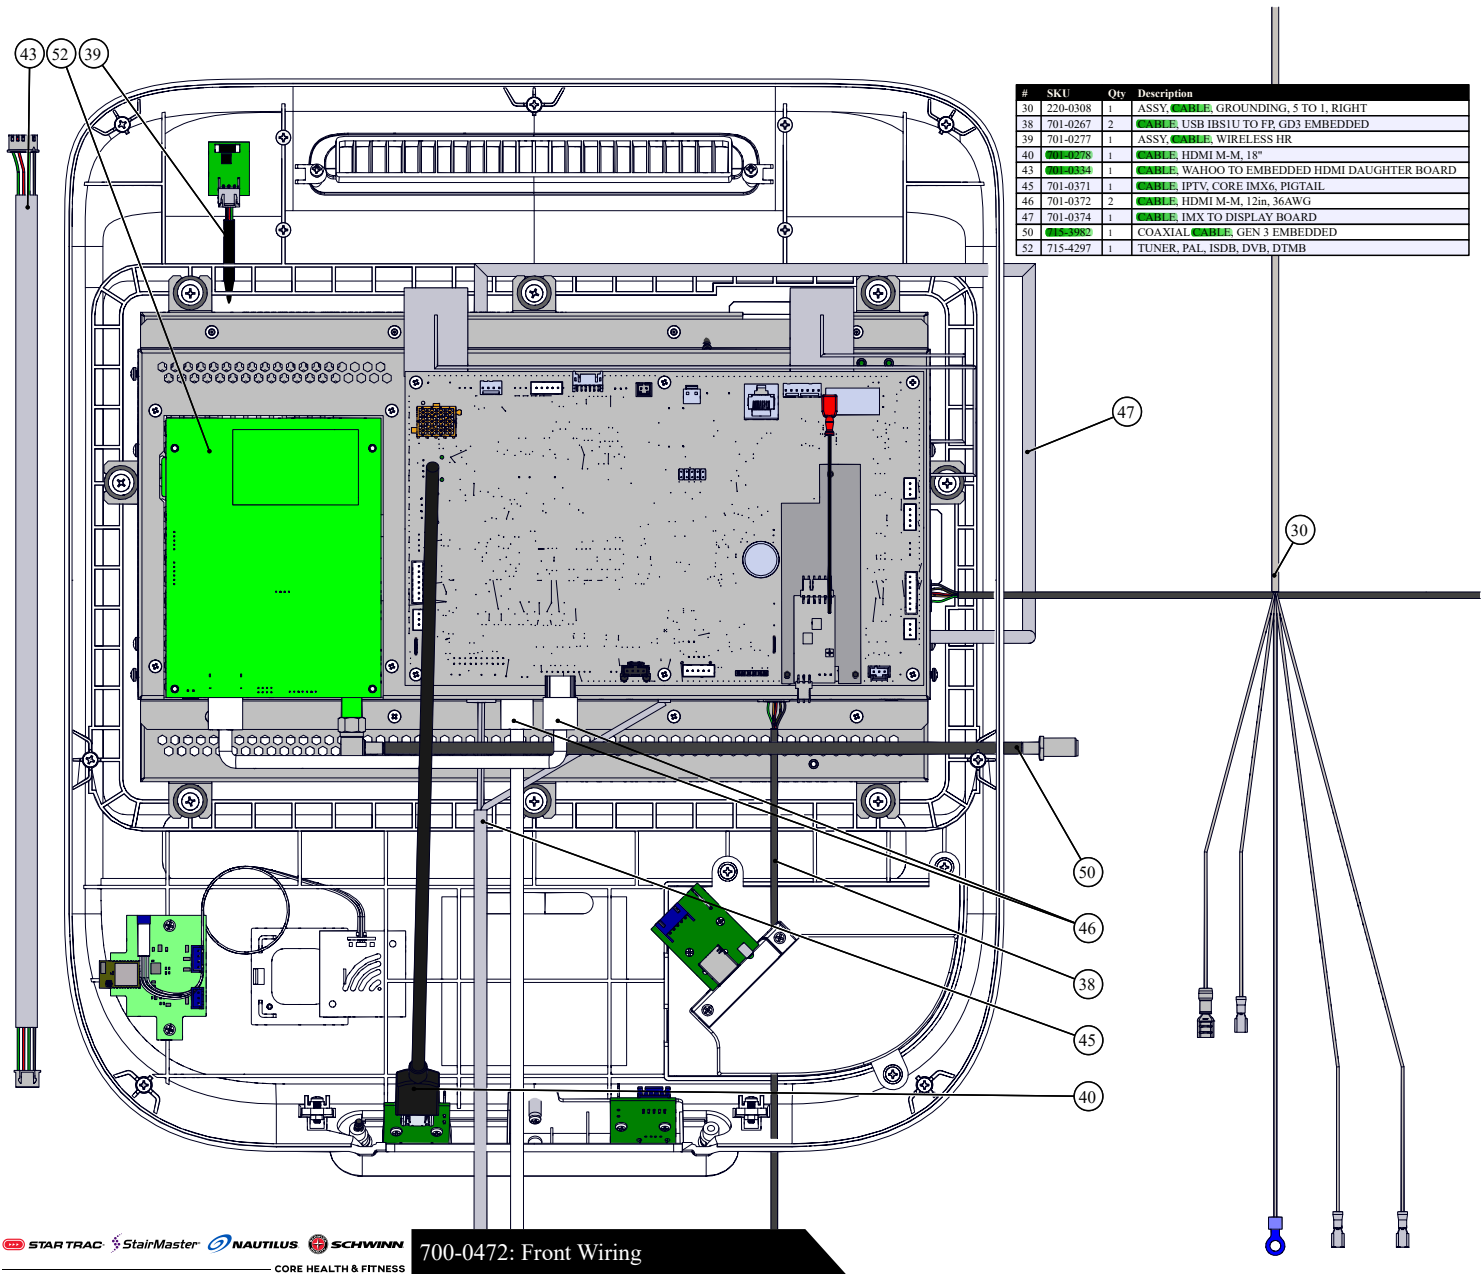 43 52 39
# SKU Qty Description
30 220-0308 1 ASSY, CABLE, GROUNDING, 5 TO 1, RIGHT
38 701-0267 2 CABLE, USB IBS1U TO FP, GD3 EMBEDDED
39 701-0277 1 ASSY, CABLE, WIRELESS HR
40 701-0278 1 CABLE, HDMI M-M, 18"
43 701-0334 1 CABLE, WAHOO TO EMBEDDED HDMI DAUGHTER BOARD
45 701-0371 1 CABLE, IPTV, CORE IMX6, PIGTAIL
46 701-0372 2 CABLE, HDMI M-M, 12in, 36AWG
47 701-0374 1 CABLE, IMX TO DISPLAY BOARD
50 715-3982 1 COAXIAL CABLE, GEN 3 EMBEDDED
52 715-4297 1 TUNER, PAL, ISDB, DVB, DTMB
47
30
50
46
38
45
40
STAR TRAC StairMaster NAUTILUS SCHWINN
CORE HEALTH & FITNESS
700-0472: Front Wiring